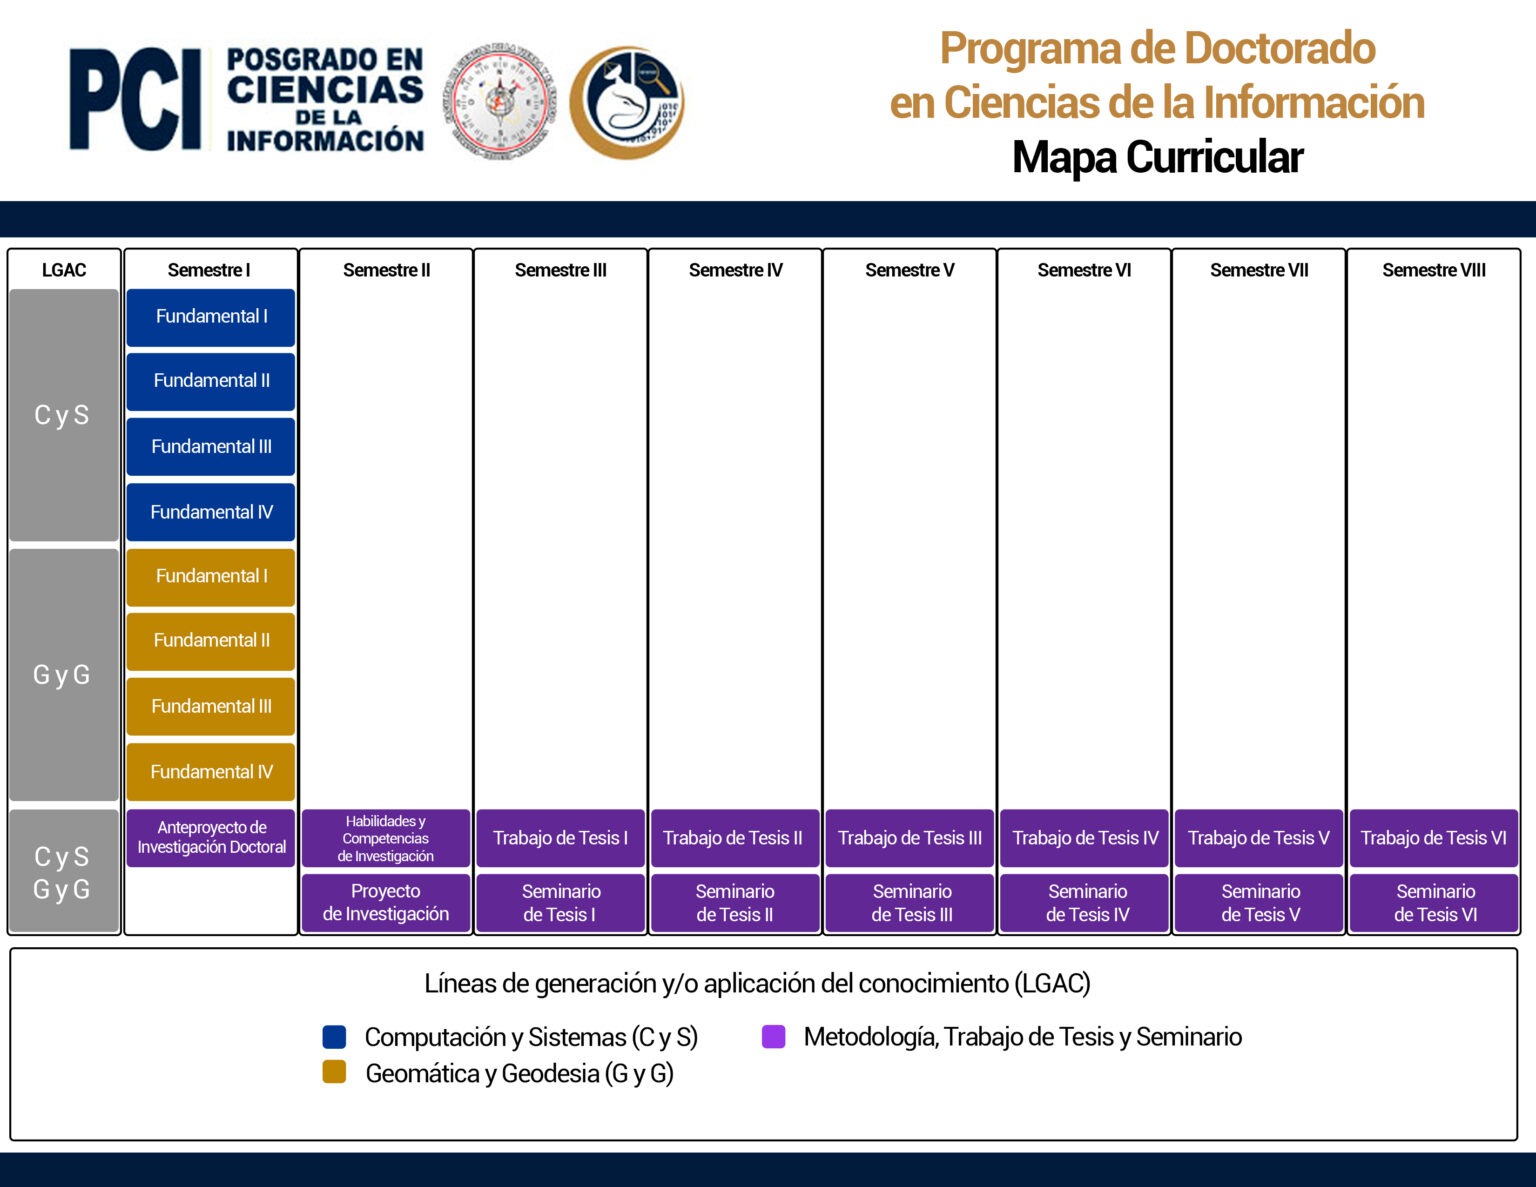 PCI
POSGRADO EN
CIENCIAS
DE LA
INFORMACIÓN
Programa de Doctorado
en Ciencias de la Información
Mapa Curricular
LGAC
Semestre I
Semestre II
Semestre III
Semestre IV
Semestre V
Semestre VI
Semestre VII
Semestre VIII
C y S
Fundamental I
Fundamental II
Fundamental III
Fundamental IV
G y G
Fundamental I
Fundamental II
Fundamental III
Fundamental IV
C y S
G y G
Anteproyecto de
Investigación Doctoral
Habilidades y
Competencias
de Investigación
Trabajo de Tesis I
Trabajo de Tesis II
Trabajo de Tesis III
Trabajo de Tesis IV
Trabajo de Tesis V
Trabajo de Tesis VI
Proyecto
de Investigación
Seminario
de Tesis I
Seminario
de Tesis II
Seminario
de Tesis III
Seminario
de Tesis IV
Seminario
de Tesis V
Seminario
de Tesis VI
Líneas de generación y/o aplicación del conocimiento (LGAC)
Computación y Sistemas (C y S)
Metodología, Trabajo de Tesis y Seminario
Geomática y Geodesia (G y G)